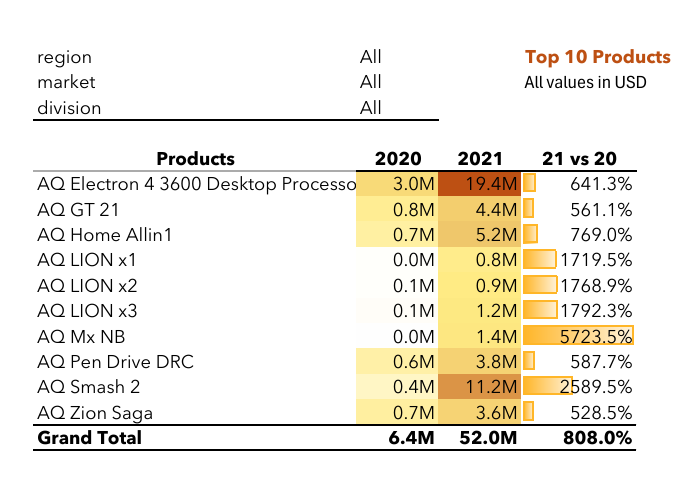 region All Top 10 Products
market All All values in USD
division All
Products 2020 2021 21 vs 20
AQ Electron 4 3600 Desktop Processo 3.0M 19.4M 641.3%
AQ GT 21 0.8M 4.4M 561.1%
AQ Home Allin1 0.7M 5.2M 769.0%
AQ LION x1 0.0M 0.8M 1719.5%
AQ LION x2 0.1M 0.9M 1768.9%
AQ LION x3 0.1M 1.2M 1792.3%
AQ Mx NB 0.0M 1.4M 5723.5%
AQ Pen Drive DRC 0.6M 3.8M 587.7%
AQ Smash 2 0.4M 11.2M 2589.5%
AQ Zion Saga 0.7M 3.6M 528.5%
Grand Total 6.4M 52.0M 808.0%